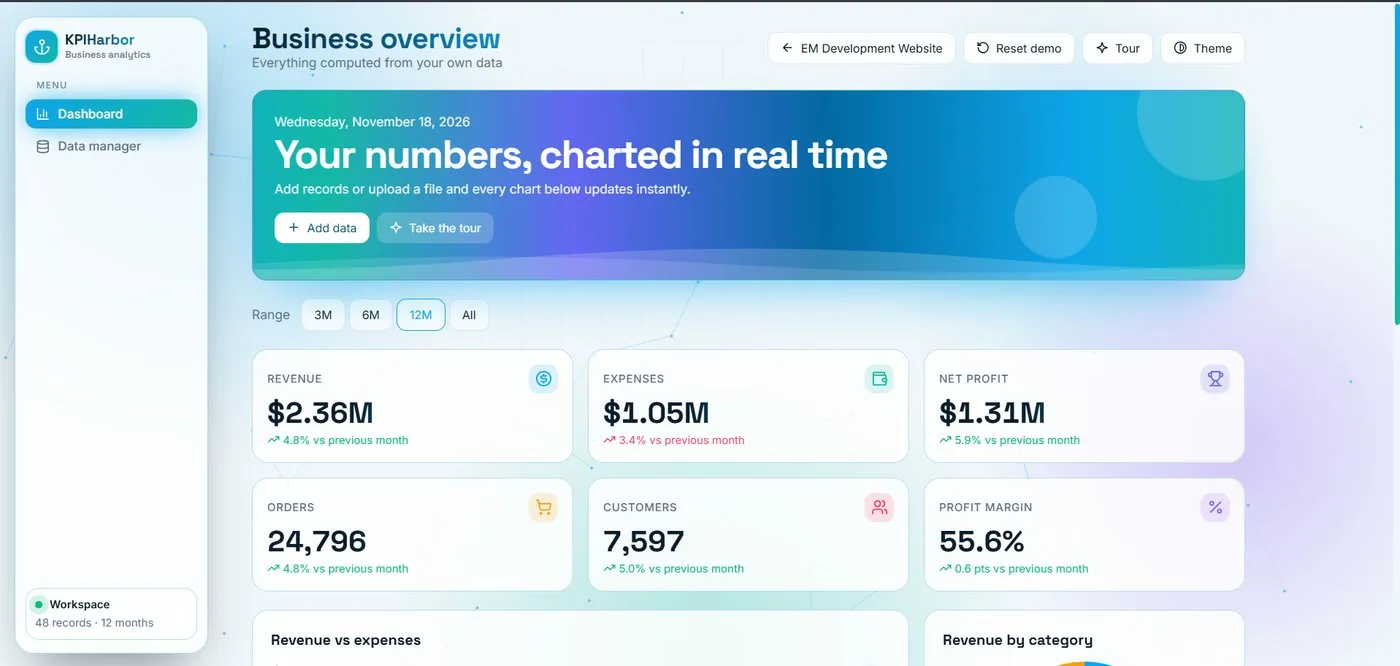 KPIHarbor
Business analytics
MENU
Dashboard
Data manager
Workspace
48 records · 12 months
Business overview
Everything computed from your own data
EM Development Website
Reset demo
Tour
Theme
Wednesday, November 18, 2026
Your numbers, charted in real time
Add records or upload a file and every chart below updates instantly.
Add data
Take the tour
Range
3M
6M
12M
All
REVENUE
$2.36M
4.8% vs previous month
EXPENSES
$1.05M
3.4% vs previous month
NET PROFIT
$1.31M
5.9% vs previous month
ORDERS
24,796
4.8% vs previous month
CUSTOMERS
7,597
5.0% vs previous month
PROFIT MARGIN
55.6%
0.6 pts vs previous month
Revenue vs expenses
Revenue by category